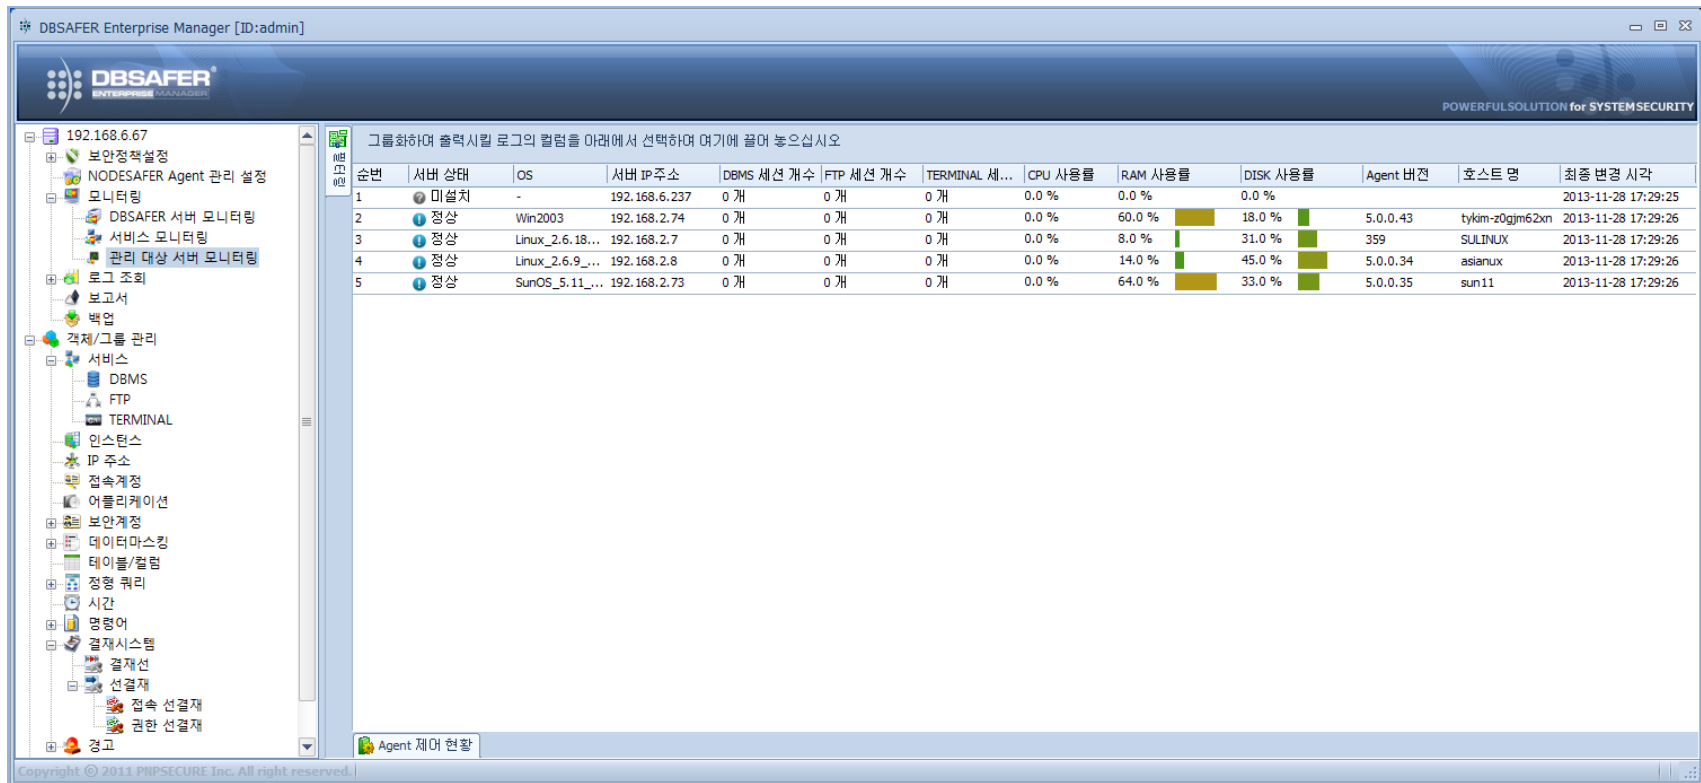 DBSAFER Enterprise Manager [ID:admin]
DBSAFER®
ENTERPRISE MANAGER
POWERFULSOLUTION for SYSTEMSECURITY
192.168.6.67
보안정책설정
NODESAFER Agent 관리 설정
모니터링
DBSAFER 서버 모니터링
서비스 모니터링
관리 대상 서버 모니터링
로그 조회
보고서
백업
객체/그룹 관리
서비스
DBMS
FTP
TERMINAL
인스턴스
IP 주소
접속계정
어플리케이션
보안계정
데이터마스킹
테이블/컬럼
정형 쿼리
시간
명령어
결재시스템
결재선
선결재
접속 선결재
권한 선결재
경고
그룹화하며 출력시킬 로그의 컬럼을 아래에서 선택하며 여기에 끌어 놓으십시오
순번 서버 상태 OS 서버 IP주소 DBMS 세션 개수 FTP 세션 개수 TERMINAL 세... CPU 사용률 RAM 사용률 DISK 사용률 Agent 버전 호스트 명 최종 변경 시각
1 미설치 - 192.168.6.237 0 개 0 개 0 개 0.0 % 0.0 % 0.0 % 2013-11-28 17:29:25
2 정상 Win2003 192.168.2.74 0 개 0 개 0 개 0.0 % 60.0 % 18.0 % 5.0.0.43 tykim-z0gjm62xn 2013-11-28 17:29:26
3 정상 Linux_2.6.18... 192.168.2.7 0 개 0 개 0 개 0.0 % 8.0 % 31.0 % 359 SULINUX 2013-11-28 17:29:26
4 정상 Linux_2.6.9_... 192.168.2.8 0 개 0 개 0 개 0.0 % 14.0 % 45.0 % 5.0.0.34 asianux 2013-11-28 17:29:26
5 정상 SunOS_5.11_... 192.168.2.73 0 개 0 개 0 개 0.0 % 64.0 % 33.0 % 5.0.0.35 sun11 2013-11-28 17:29:26
Agent 제어 현황
Copyright © 2011 PNPSECURE Inc. All right reserved.